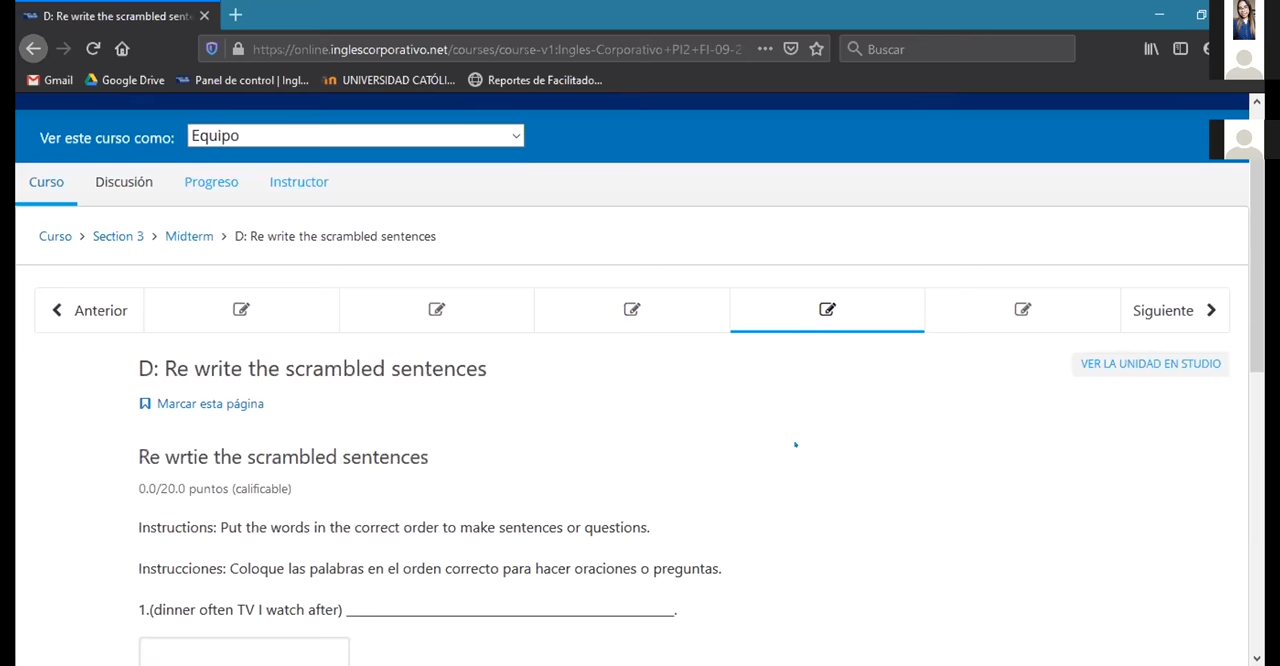 D: Re write the scrambled sent
https://online.inglescorporativo.net/courses/course-v1:Ingles-Corporativo+PI2+FI-09-2
Buscar
Gmail Google Drive Panel de control | Ingl... UNIVERSIDAD CATÓLI... Reportes de Facilitado...
Ver este curso como: Equipo
Curso Discusión Progreso Instructor
Curso > Section 3 > Midterm > D: Re write the scrambled sentences
Anterior Siguiente
D: Re write the scrambled sentences
VER LA UNIDAD EN STUDIO
Marcar esta página
Re wrtie the scrambled sentences
0.0/20.0 puntos (calificable)
Instructions: Put the words in the correct order to make sentences or questions.
Instrucciones: Coloque las palabras en el orden correcto para hacer oraciones o preguntas.
1.(dinner often TV I watch after) ________________________________________.